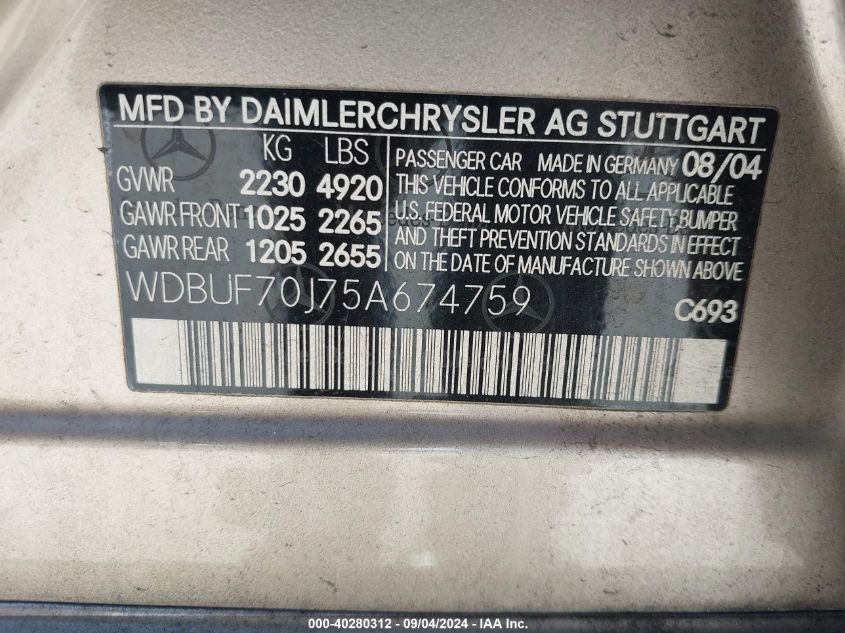 MFD BY DAIMLERCHRYSLER AG STUTTGART
KG LBS
GVWR 2230 4920
GAWR FRONT 1025 2265
GAWR REAR 1205 2655
PASSENGER CAR MADE IN GERMANY 08/04
THIS VEHICLE CONFORMS TO ALL APPLICABLE
U.S. FEDERAL MOTOR VEHICLE SAFETY, BUMPER
AND THEFT PREVENTION STANDARDS IN EFFECT
ON THE DATE OF MANUFACTURE SHOWN ABOVE
WDBUF70J75A674759
C693
000-40280312 - 09/04/2024 - IAA Inc.